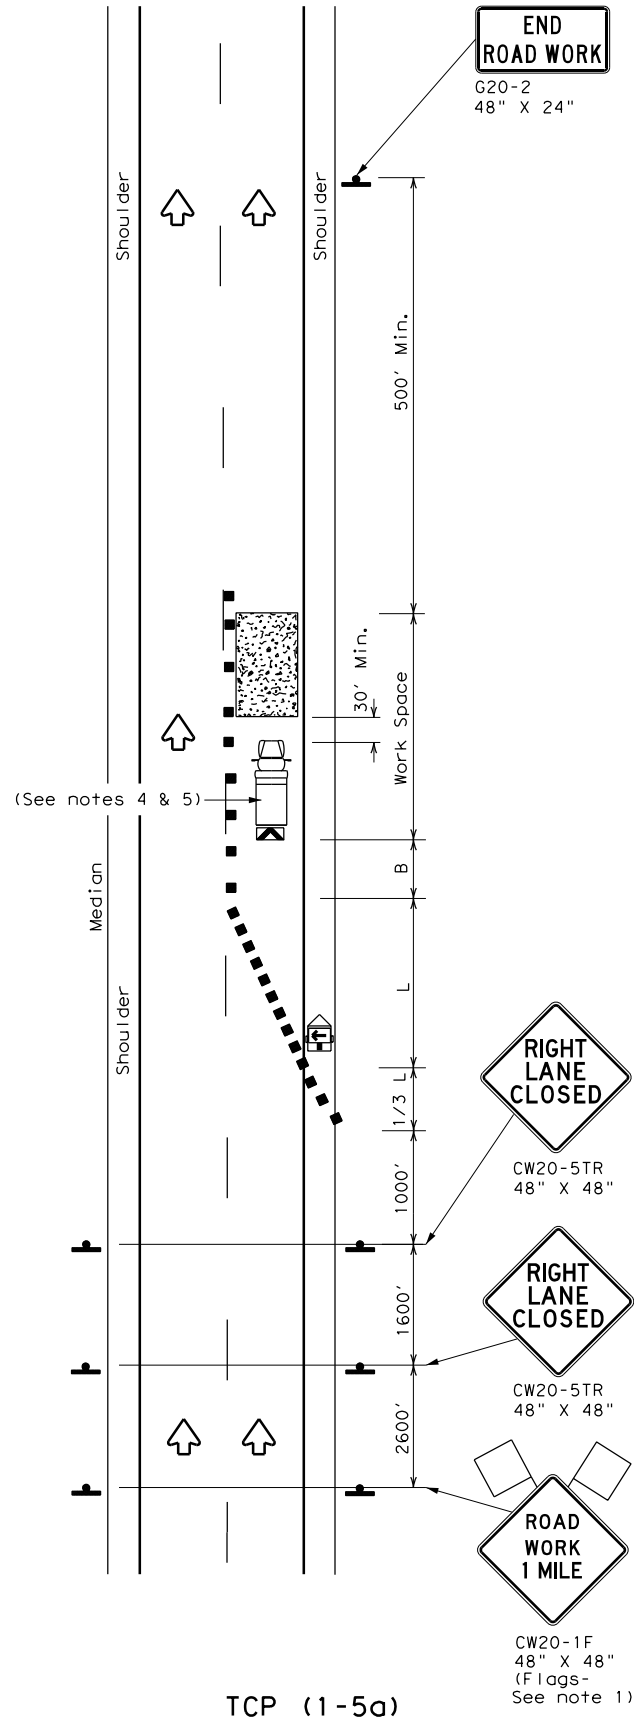 END
ROAD WORK
G20-2
48" X 24"
Shoulder
Shoulder
500' Min.
30' Min.
Work Space
(See notes 4 & 5)
B
Median
L
Shoulder
RIGHT
LANE
CLOSED
1/3 L
CW20-5TR
48" X 48"
1000'
RIGHT
LANE
CLOSED
1600'
CW20-5TR
48" X 48"
2600'
ROAD
WORK
1 MILE
CW20-1F
48" X 48"
(Flags-
See note 1)
TCP (1-5a)